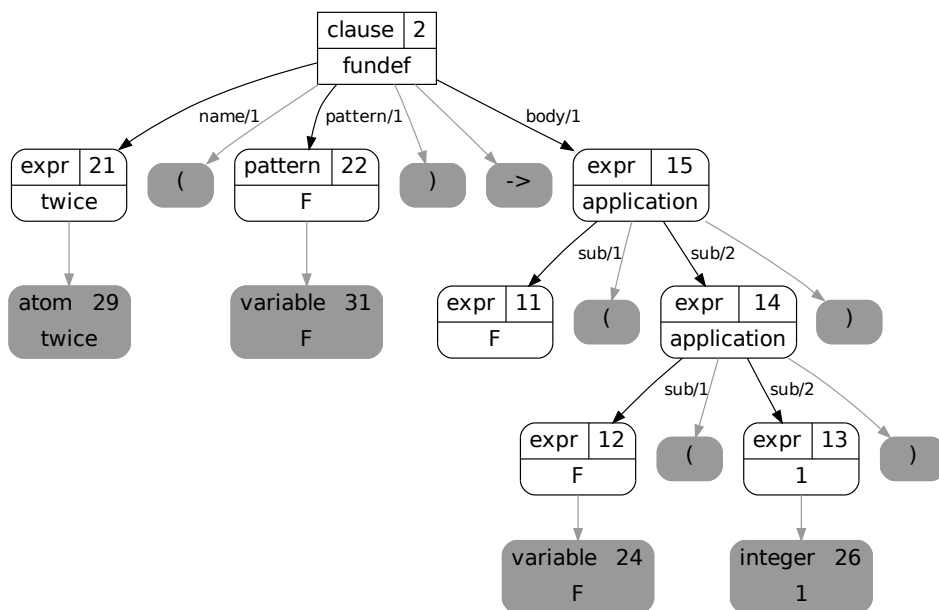 clause 2
fundef
name/1 pattern/1 body/1
expr 21 ( pattern 22 ) -> expr 15
twice F application
sub/1 sub/2
atom 29 variable 31 expr 11 ( expr 14 )
twice F F application
sub/1 sub/2
expr 12 ( expr 13 )
F 1
variable 24 integer 26
F 1